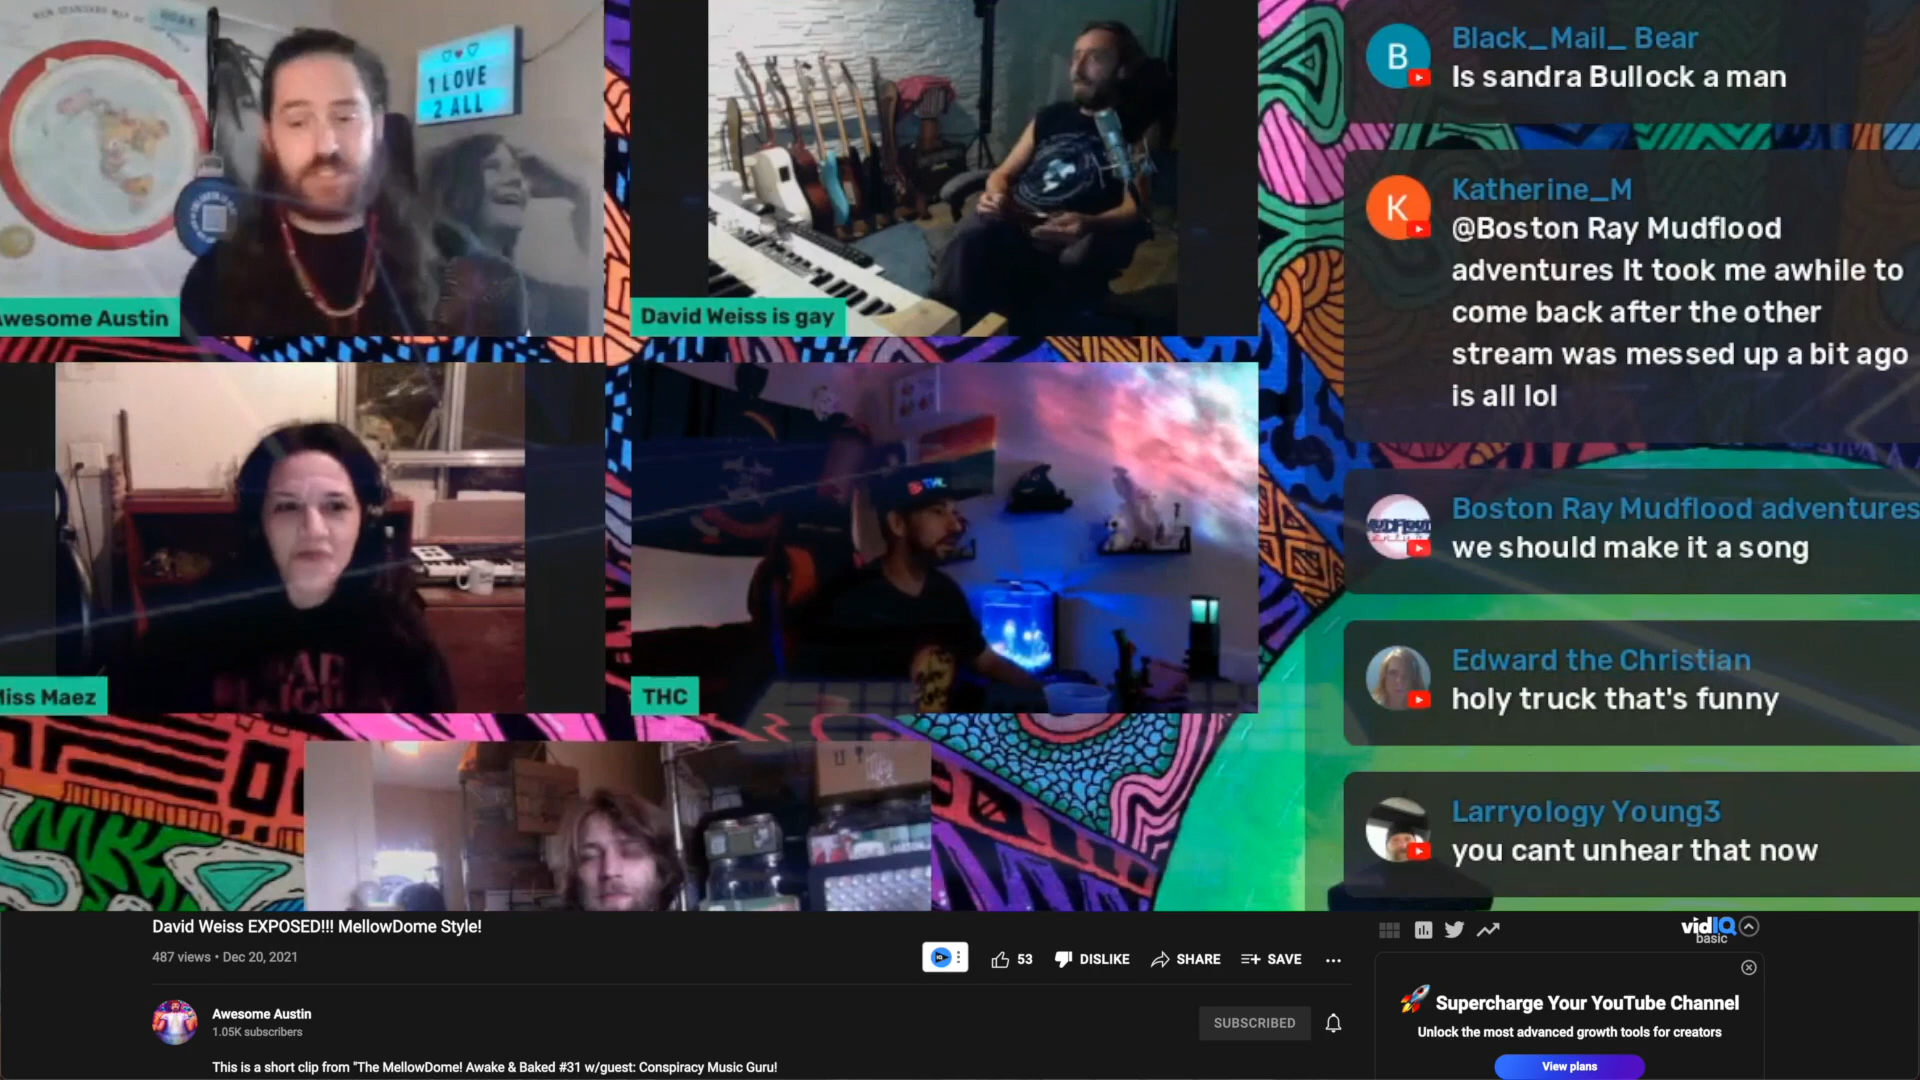 1 LOVE
2 ALL
Awesome Austin
David Weiss is gay
Miss Maez
THC
THC
Black_Mail_ Bear
Is sandra Bullock a man
Katherine_M
@Boston Ray Mudflood
adventures It took me awhile to
come back after the other
stream was messed up a bit ago
is all lol
Boston Ray Mudflood adventures
we should make it a song
Edward the Christian
holy truck that's funny
Larryology Young3
you cant unhear that now
David Weiss EXPOSED!!! MellowDome Style!
487 views • Dec 20, 2021
53 DISLIKE SHARE SAVE
Awesome Austin
1.05K subscribers
SUBSCRIBED
This is a short clip from "The MellowDome! Awake & Baked #31 w/guest: Conspiracy Music Guru!
vidIQ
basic
Supercharge Your YouTube Channel
Unlock the most advanced growth tools for creators
View plans